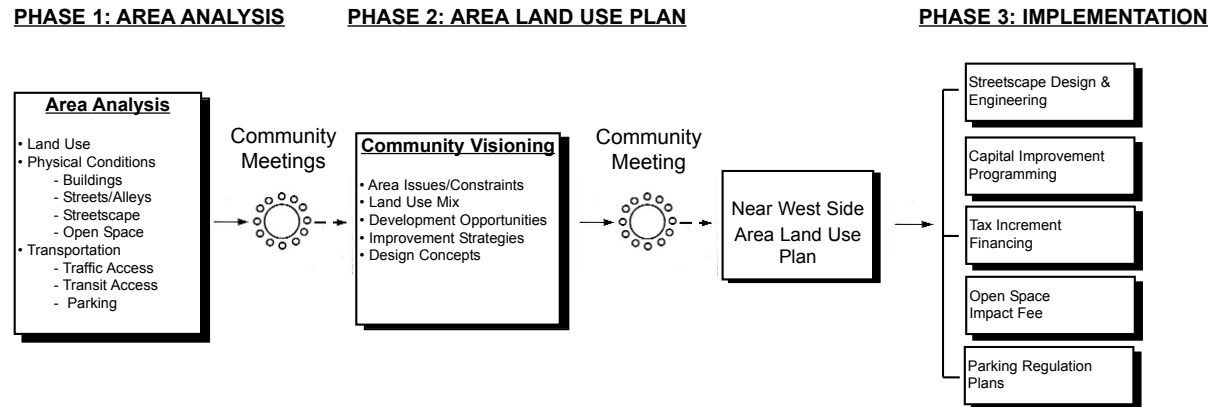 PHASE 1: AREA ANALYSIS
PHASE 2: AREA LAND USE PLAN
PHASE 3: IMPLEMENTATION
Area Analysis
• Land Use
• Physical Conditions
- Buildings
- Streets/Alleys
- Streetscape
- Open Space
• Transportation
- Traffic Access
- Transit Access
- Parking
Community
Meetings
Community Visioning
• Area Issues/Constraints
• Land Use Mix
• Development Opportunities
• Improvement Strategies
• Design Concepts
Community
Meeting
Near West Side
Area Land Use
Plan
Streetscape Design &
Engineering
Capital Improvement
Programming
Tax Increment
Financing
Open Space
Impact Fee
Parking Regulation
Plans